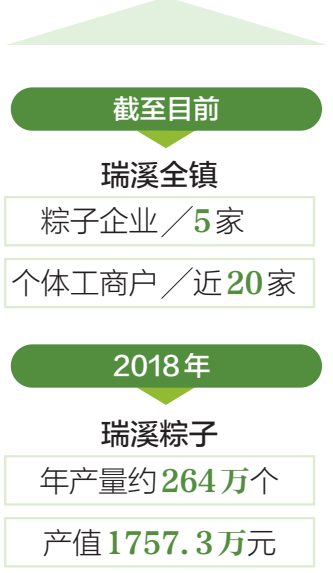 截至目前
瑞溪全镇
粽子企业／5家
个体工商户／近20家
2018年
瑞溪粽子
年产量约264万个
产值1757.3万元